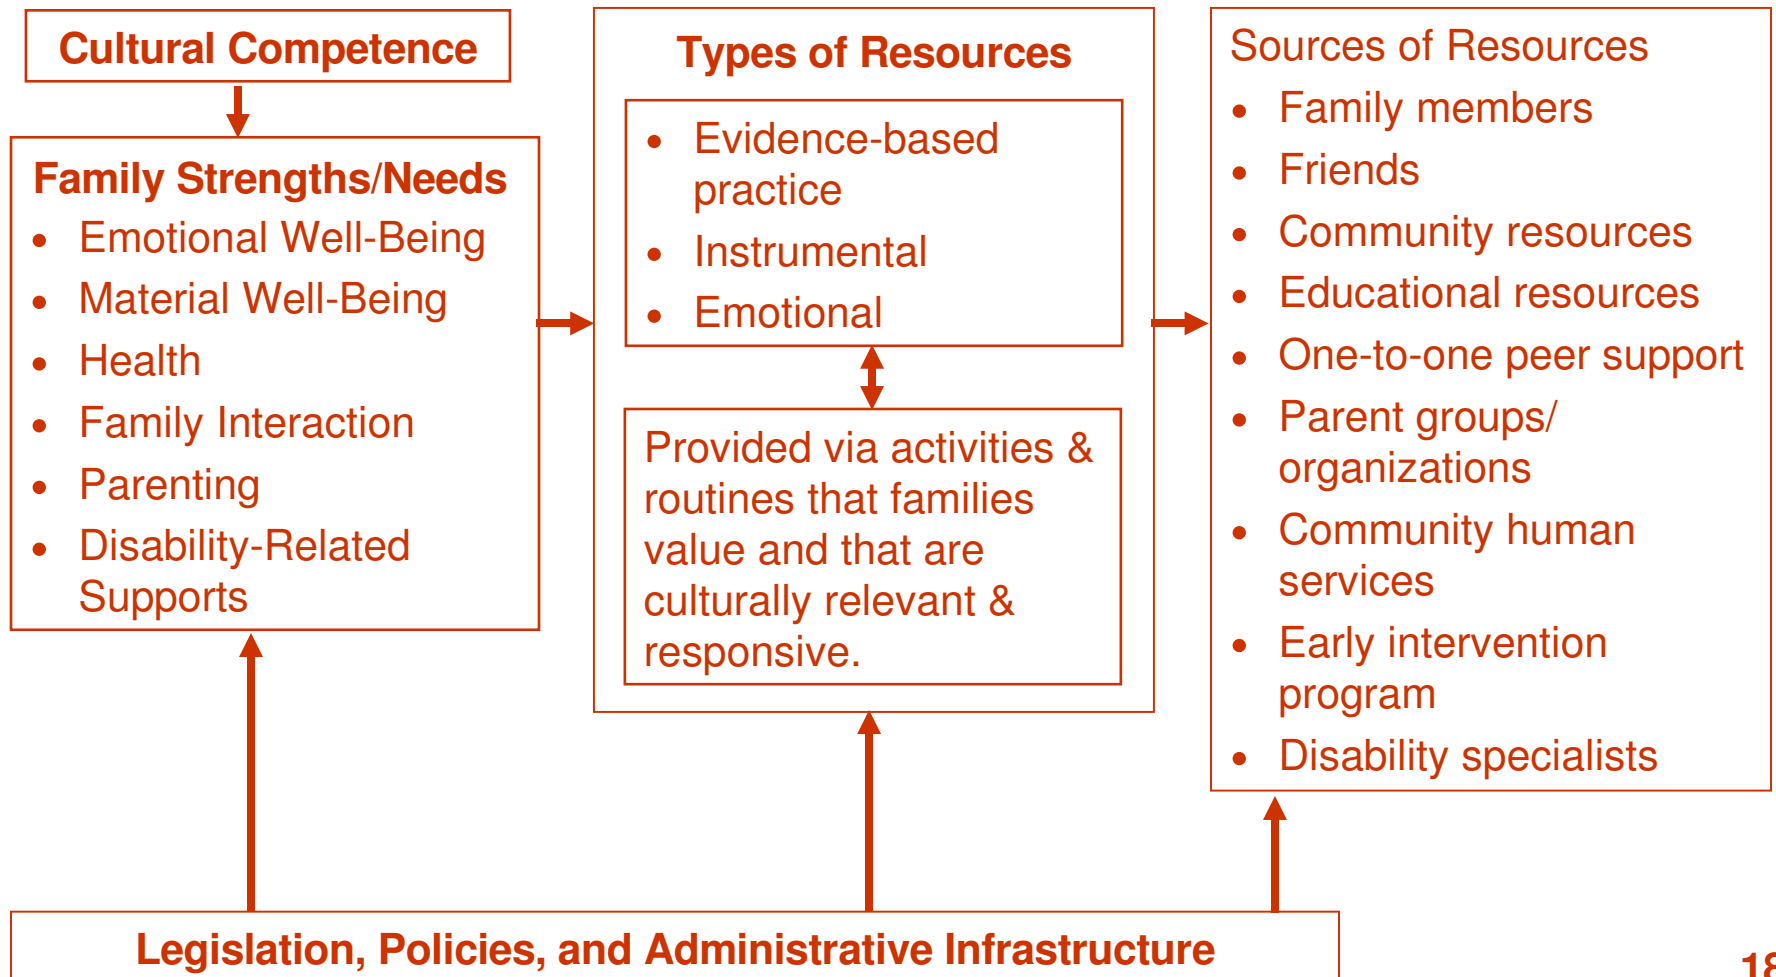 Cultural Competence
Family Strengths/Needs
• Emotional Well-Being
• Material Well-Being
• Health
• Family Interaction
• Parenting
• Disability-Related
Supports
Types of Resources
• Evidence-based
practice
• Instrumental
• Emotional
Provided via activities &
routines that families
value and that are
culturally relevant &
responsive.
Sources of Resources
• Family members
• Friends
• Community resources
• Educational resources
• One-to-one peer support
• Parent groups/
organizations
• Community human
services
• Early intervention
program
• Disability specialists
Legislation, Policies, and Administrative Infrastructure
18